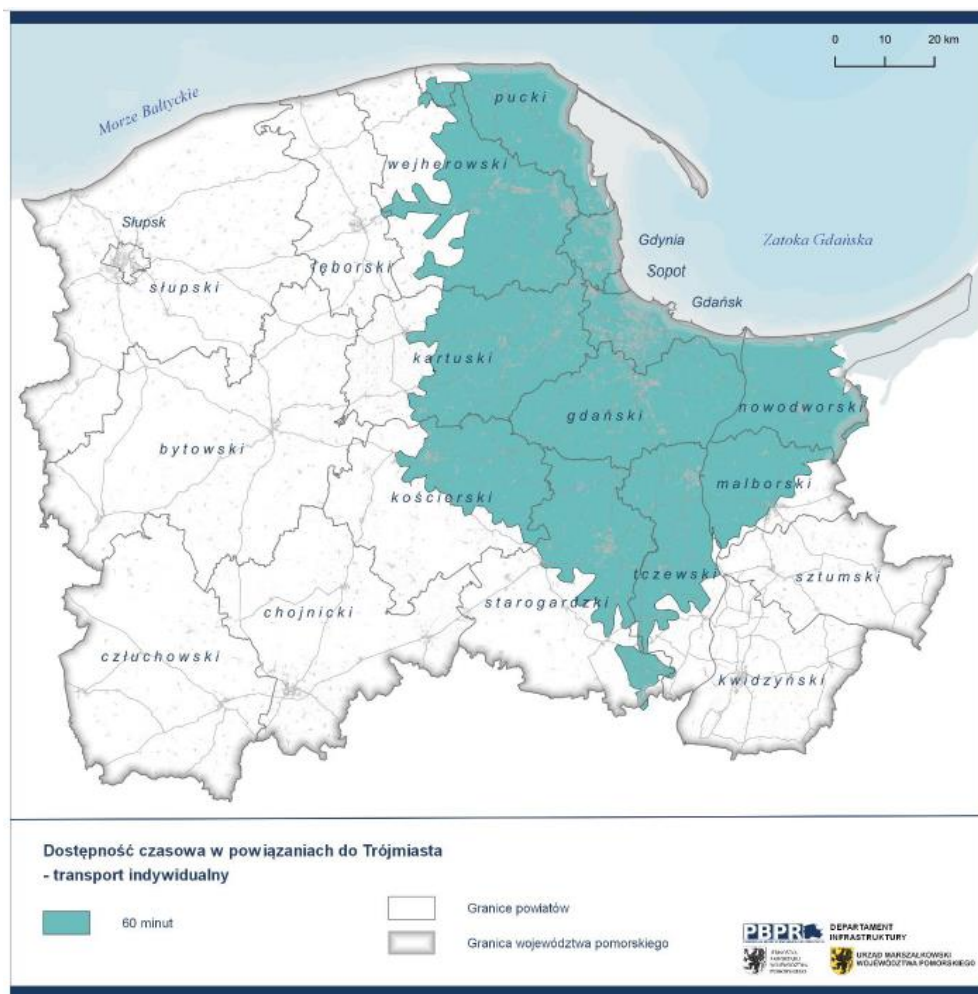 0 10 20 km
Morze Bałtyckie
pucki
wejherowski
Słupsk
Gdynia
Zatoka Gdańska
Sopot
łęborski
słupski
Gdańsk
kartuski
gdański
nowodworski
bytowski
malborski
kościerski
tczewski
sztumski
starogardzki
chojnicki
człuchowski
kwidzyński
Dostępność czasowa w powiązaniach do Trójmiasta
- transport indywidualny
60 minut
Granice powiatów
Granica województwa pomorskiego
PBPR
DEPARTAMENT
INFRASTRUKTURY
URZĄD MARSZAŁKOWSKI
WOJEWÓDZTWA POMORSKIEGO